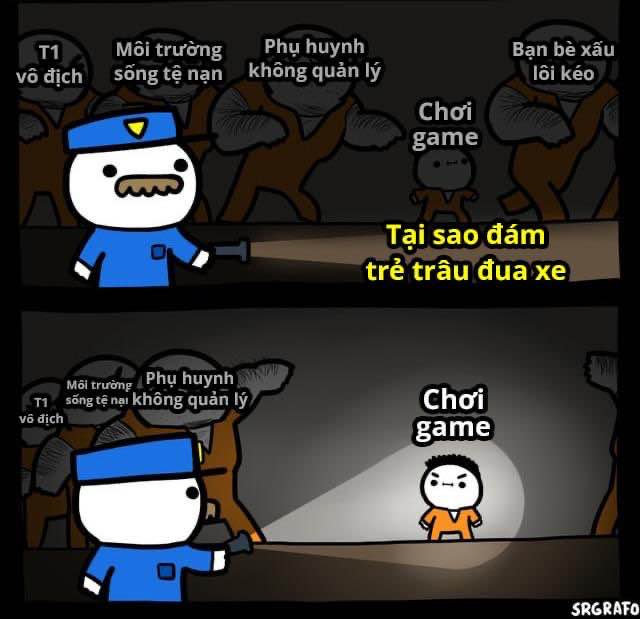 T1
vô địch
Môi trường
sống tệ nạn
Phụ huynh
không quản lý
Chơi
game
Bạn bè xấu
lôi kéo
Tại sao đám
trẻ trâu đua xe
T1
vô địch
Môi trường
sống tệ nạn
Phụ huynh
không quản lý
Chơi
game
SRGRAFO